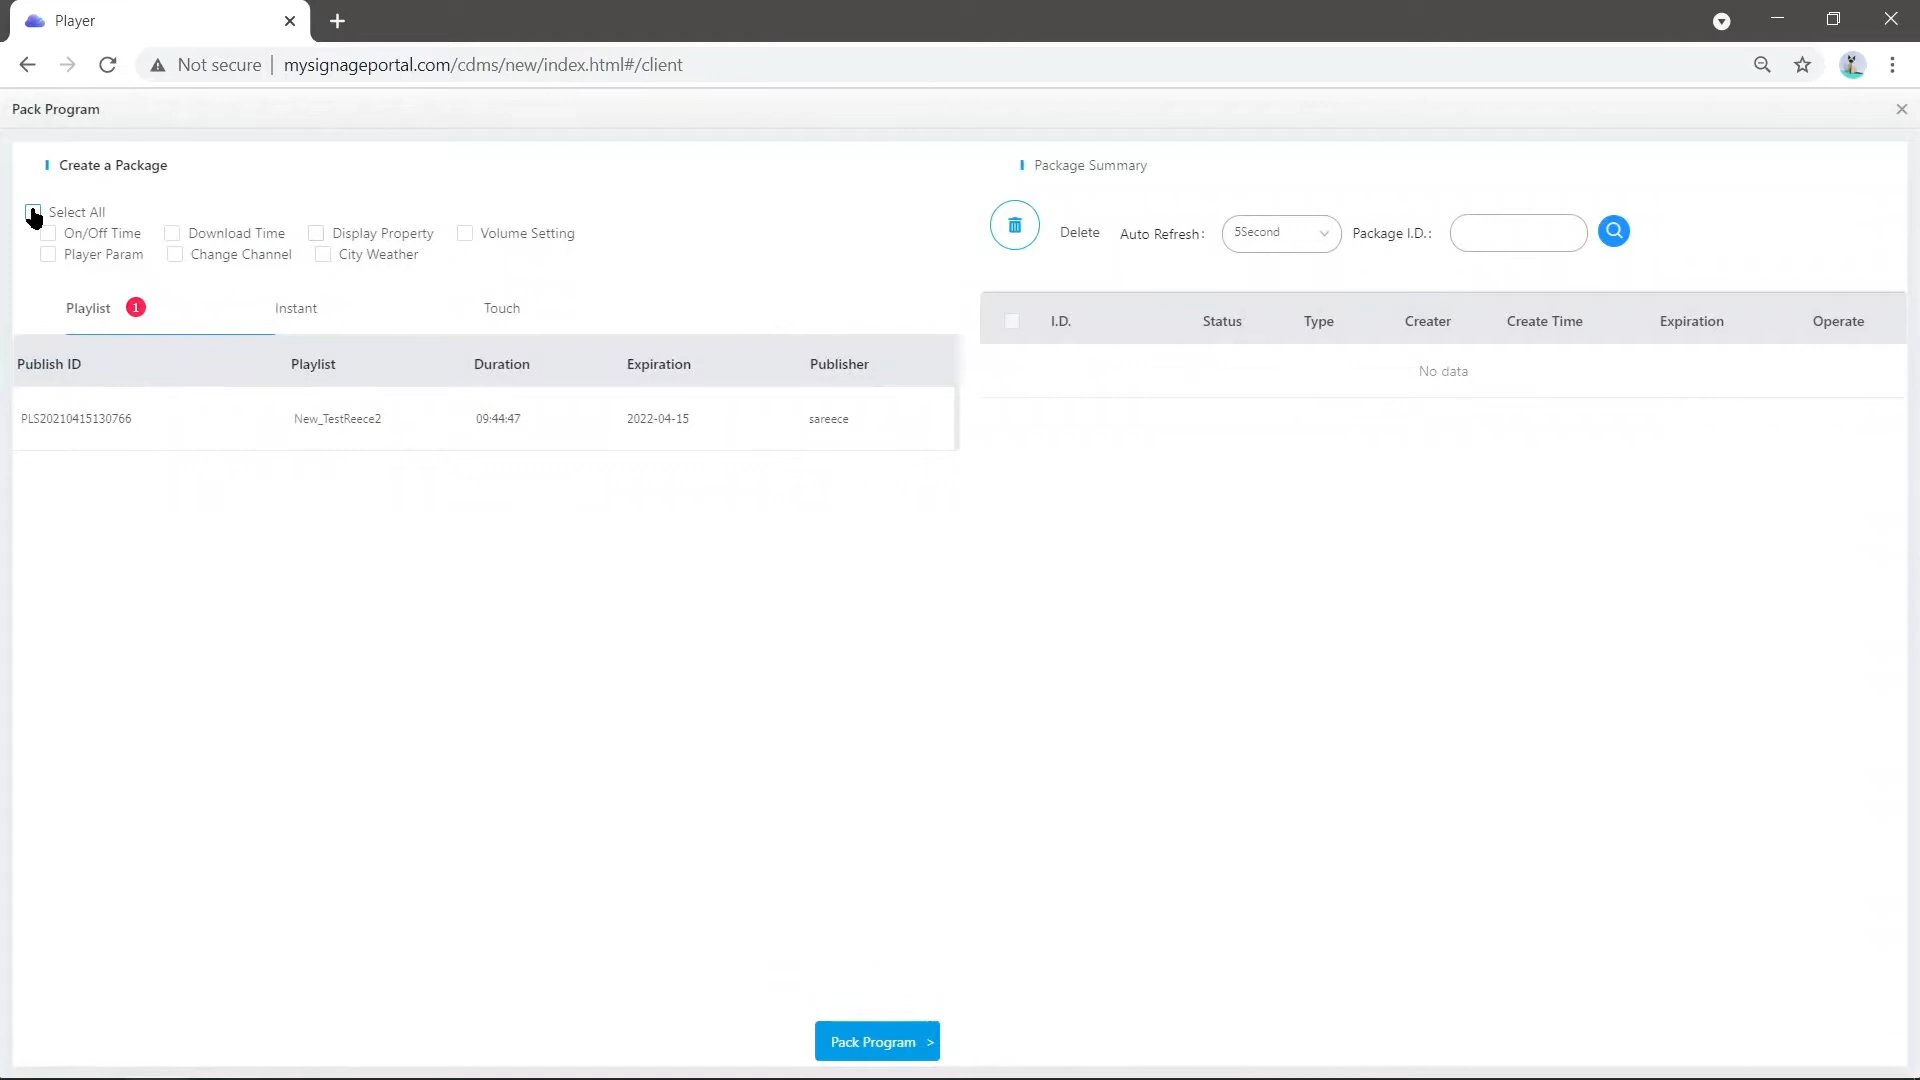 Player
Not secure | mysignageportal.com/cdms/new/index.html#/client
Pack Program
Create a Package
Package Summary
Select All
On/Off Time Download Time Display Property Volume Setting
Player Param Change Channel City Weather
Delete Auto Refresh: 5Second Package I.D.:
Playlist 1 Instant Touch
I.D. Status Type Creater Create Time Expiration Operate
No data
Publish ID Playlist Duration Expiration Publisher
PLS20210415130766 New_TestReece2 09:44:47 2022-04-15 sareece
Pack Program >